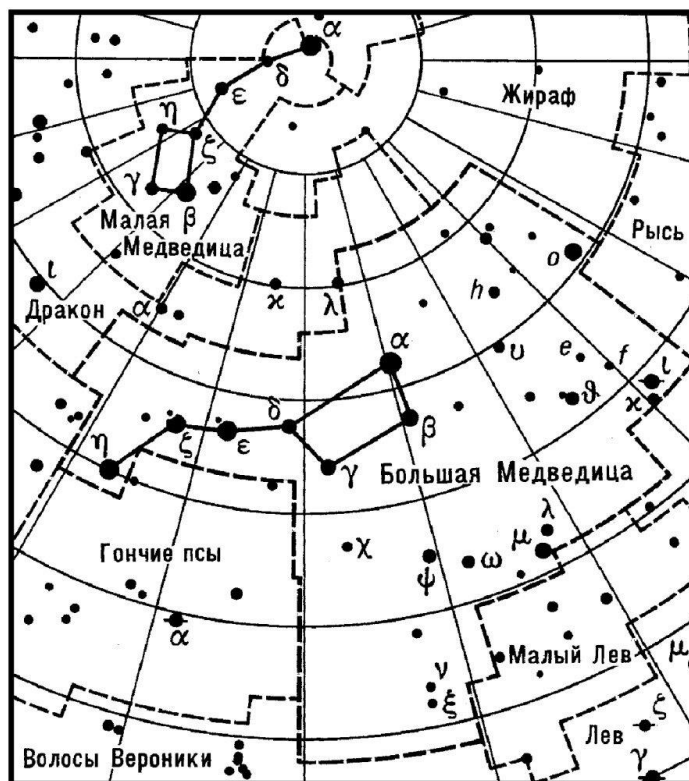 α
δ
ε
Жираф
η
ζ
γ
β
Малая
Медведица
Рысь
ο
ι
Дракон
α
ϰ
λ
h
α
υ
e
f
ι
ϑ
ϰ
δ
β
η
ζ
ε
γ
Большая Медведица
λ
Гончие псы
χ
ψ
ω
μ
α
Малый Лев
μ
ν
ξ
Лев
ζ
Волосы Вероники
γ